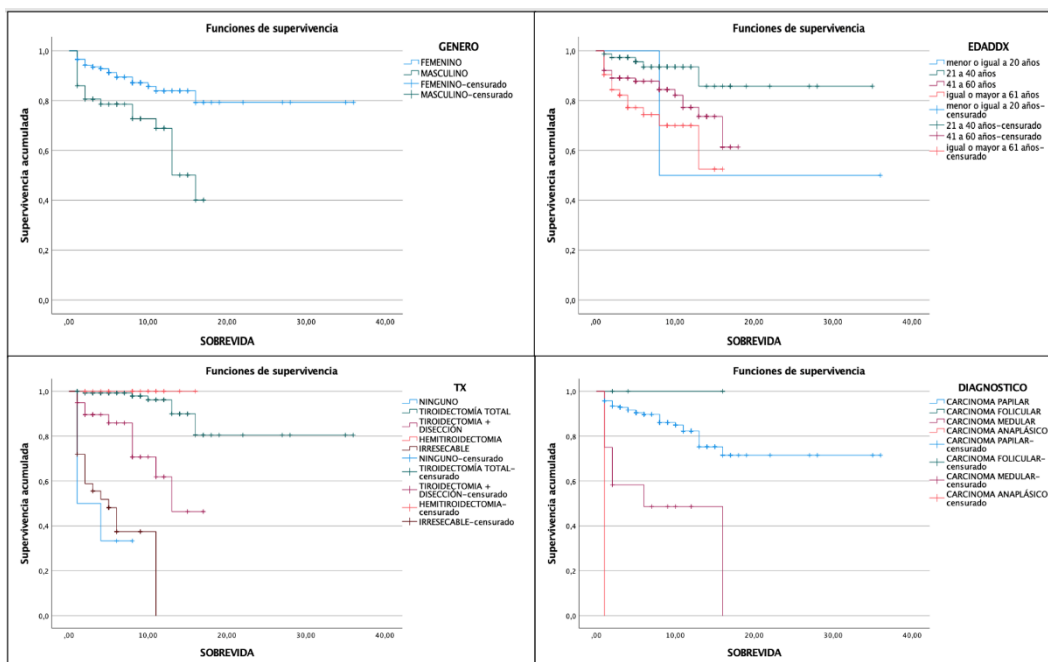 Funciones de supervivencia
GENERO
FEMENINO
MASCULINO
FEMENINO-censurado
MASCULINO-censurado
Supervivencia acumulada
1,0
0,8
0,6
0,4
0,2
0,0
,00
10,00
20,00
30,00
40,00
SOBREVIDA
Funciones de supervivencia
EDADDX
menor o igual a 20 años
21 a 40 años
41 a 60 años
igual o mayor a 61 años
menor o igual a 20 años-
censurado
21 a 40 años-censurado
41 a 60 años-censurado
igual o mayor a 61 años-
censurado
Supervivencia acumulada
1,0
0,8
0,6
0,4
0,2
0,0
,00
10,00
20,00
30,00
40,00
SOBREVIDA
Funciones de supervivencia
TX
NINGUNO
TIROIDECTOMÍA TOTAL
TIROIDECTOMIA +
DISECCIÓN
HEMITIROIDECTOMIA
IRRESECABLE
NINGUNO-censurado
TIROIDECTOMÍA TOTAL-
censurado
TIROIDECTOMIA +
DISECCIÓN-censurado
HEMITIROIDECTOMIA-
censurado
IRRESECABLE-censurado
Supervivencia acumulada
1,0
0,8
0,6
0,4
0,2
0,0
,00
10,00
20,00
30,00
40,00
SOBREVIDA
Funciones de supervivencia
DIAGNOSTICO
CARCINOMA PAPILAR
CARCINOMA FOLICULAR
CARCINOMA MEDULAR
CARCINOMA ANAPLÁSICO
CARCINOMA PAPILAR-
censurado
CARCINOMA FOLICULAR-
censurado
CARCINOMA MEDULAR-
censurado
CARCINOMA ANAPLÁSICO-
censurado
Supervivencia acumulada
1,0
0,8
0,6
0,4
0,2
0,0
,00
10,00
20,00
30,00
40,00
SOBREVIDA